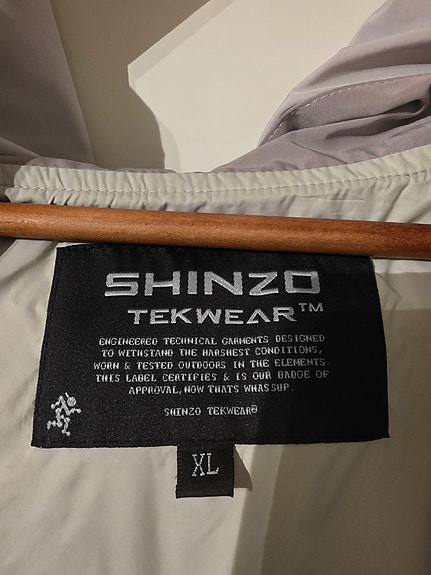 SHINZO
TEKWEAR™
ENGINEERED TECHNICAL GARMENTS DESIGNED
TO WITHSTAND THE HARSHEST CONDITIONS,
WORN & TESTED OUTDOORS IN THE ELEMENTS.
THIS LABEL CERTIFIES & IS OUR BADGE OF
APPROVAL,NOW THATS WHASSUP.
SHINZO TEKWEAR®
XL